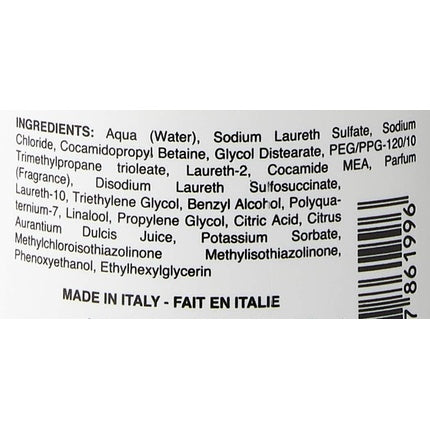 INGREDIENTS: Aqua (Water), Sodium Laureth Sulfate, Sodium
Chloride, Cocamidopropyl Betaine, Glycol Distearate, PEG/PPG-120/10
Trimethylpropane trioleate, Laureth-2, Cocamide MEA, Parfum
(Fragrance), Disodium Laureth Sulfosuccinate,
Laureth-10, Triethylene Glycol, Benzyl Alcohol, Polyqua-
ternium-7, Linalool, Propylene Glycol, Citric Acid, Citrus
Aurantium Dulcis Juice, Potassium Sorbate,
Methylchloroisothiazolinone Methylisothiazolinone,
Phenoxyethanol, Ethylhexylglycerin
MADE IN ITALY - FAIT EN ITALIE
7 861996